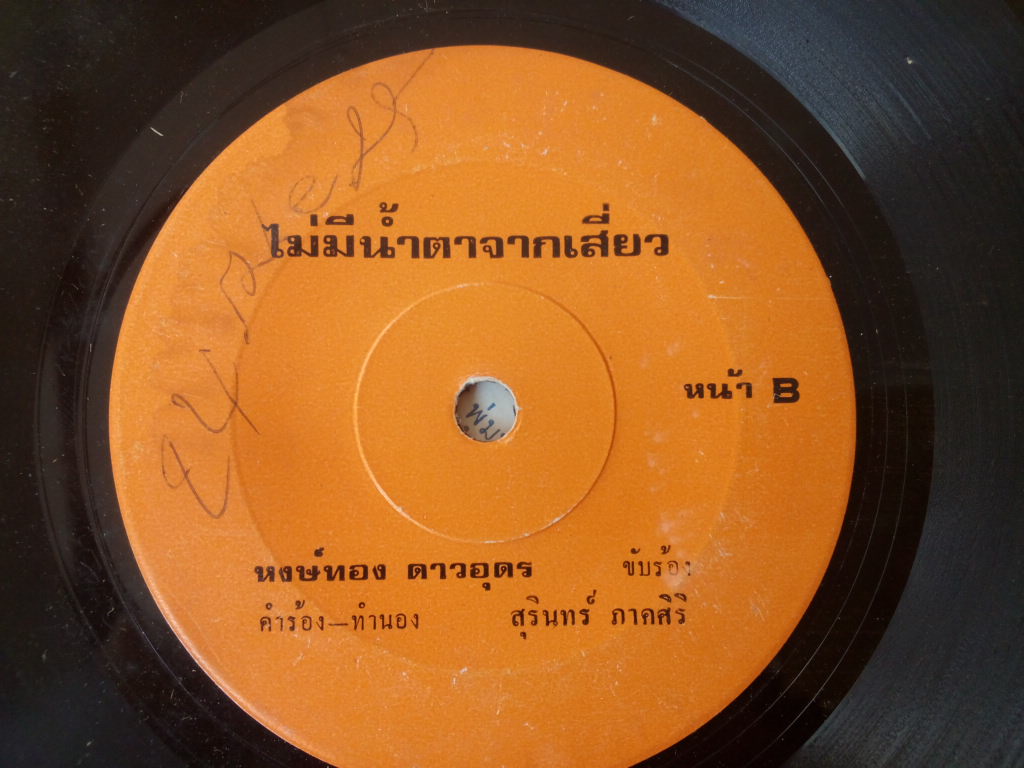 ไม่มีน้ำตาจากเสี่ยว
หน้า B
พ่ม
หงษ์ทอง ดาวอุดร ขับร้อง
คำร้อง—ทำนอง สุรินทร์ ภาคศิริ